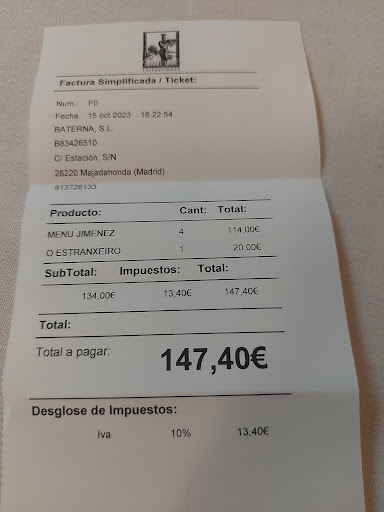 Factura Simplificada / Ticket:
Num.: F0
Fecha: 15 oct 2023 16:22:54
BATERNA, S.L.
B83426510
C/ Estación, S/N
28220 Majadahonda (Madrid)
913726133
Producto: Cant: Total:
MENU JIMENEZ 4 114,00€
O ESTRANXEIRO 1 20,00€
SubTotal: Impuestos: Total:
134,00€ 13,40€ 147,40€
Total:
Total a pagar: 147,40€
Desglose de Impuestos:
Iva 10% 13,40€